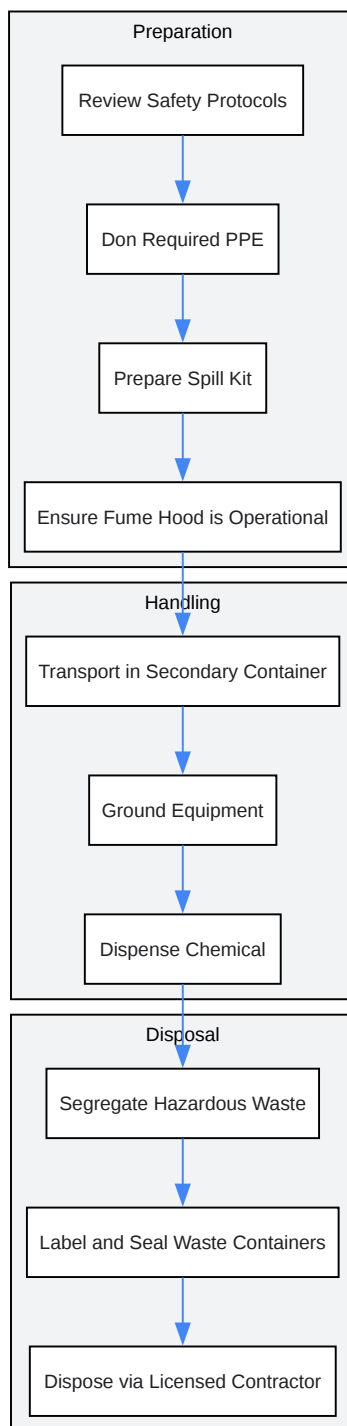 Preparation
Review Safety Protocols
Don Required PPE
Prepare Spill Kit
Ensure Fume Hood is Operational
Handling
Transport in Secondary Container
Ground Equipment
Dispense Chemical
Disposal
Segregate Hazardous Waste
Label and Seal Waste Containers
Dispose via Licensed Contractor